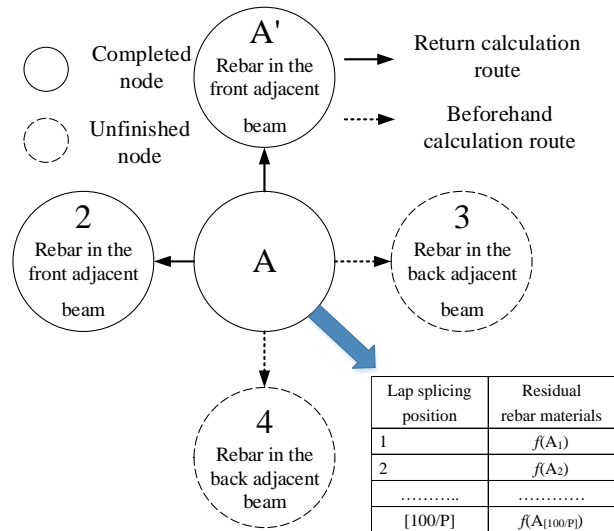 Completed
node
Unfinished
node
A'
Rebar in the
front adjacent
beam
Return calculation
route
Beforehand
calculation route
2
Rebar in the
front adjacent
beam
A
3
Rebar in the
back adjacent
beam
4
Rebar in the
back adjacent
beam
Lap splicing position Residual rebar materials
1 f(A₁)
2 f(A₂)
……….. …………
[100/P] f(A[100/P])